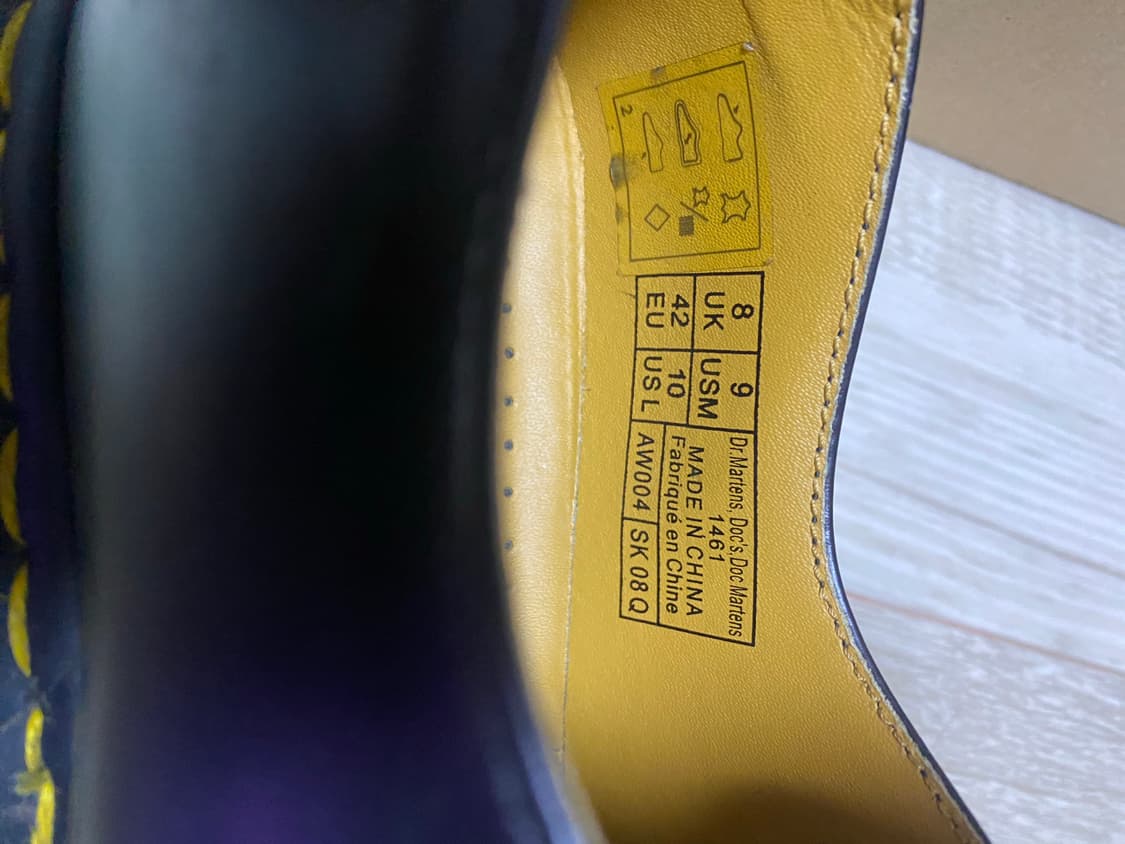 2
8
UK
9
USM
42
EU
10
US L
Dr.Martens, Doc's, Doc Martens
1461
MADE IN CHINA
Fabriqué en Chine
AW004
SK 08 Q